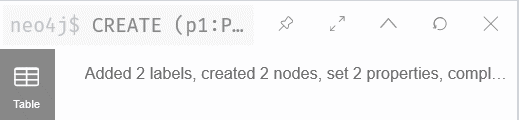 neo4j$ CREATE (p1:P…
Added 2 labels, created 2 nodes, set 2 properties, compl…
Table